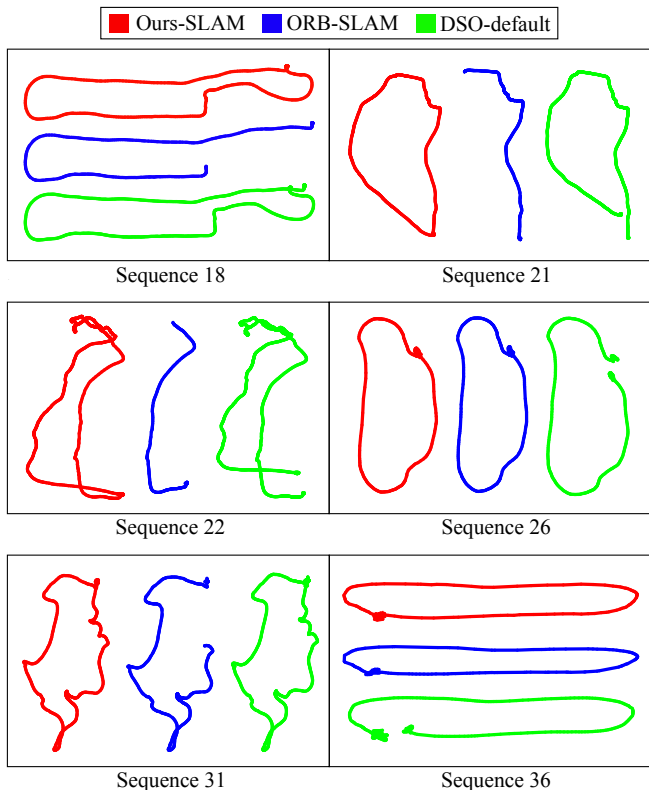 Ours-SLAM ORB-SLAM DSO-default
Sequence 18 Sequence 21
Sequence 22 Sequence 26
Sequence 31 Sequence 36